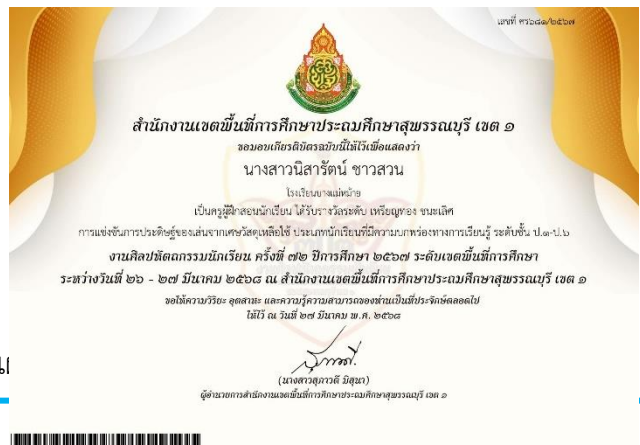 เลขที่ ศร๖๘๑/๒๕๖๗
สำนักงานเขตพื้นที่การศึกษาประถมศึกษาสุพรรณบุรี เขต ๑
ขอมอบเกียรติบัตรฉบับนี้ให้ไว้เพื่อแสดงว่า
นางสาวนิสารัตน์ ชาวสวน
โรงเรียนบางแม่หม้าย
เป็นครูผู้ฝึกสอนนักเรียน ได้รับรางวัลระดับ เหรียญทอง ชนะเลิศ
การแข่งขันการประดิษฐ์ของเล่นจากเศษวัสดุเหลือใช้ ประเภทนักเรียนที่มีความบกพร่องทางการเรียนรู้ ระดับชั้น ป.๑-ป.๖
งานศิลปหัตถกรรมนักเรียน ครั้งที่ ๗๒ ปีการศึกษา ๒๕๖๗ ระดับเขตพื้นที่การศึกษา
ระหว่างวันที่ ๒๖ - ๒๗ มีนาคม ๒๕๖๘ ณ สำนักงานเขตพื้นที่การศึกษาประถมศึกษาสุพรรณบุรี เขต ๑
ขอให้ความวิริยะ อุตสาหะ และความรู้ความสามารถของท่านเป็นที่ประจักษ์ตลอดไป
ให้ไว้ ณ วันที่ ๒๗ มีนาคม พ.ศ. ๒๕๖๘
(นางสาวสุภาวดี มิสุนา)
ผู้อำนวยการสำนักงานเขตพื้นที่การศึกษาประถมศึกษาสุพรรณบุรี เขต ๑